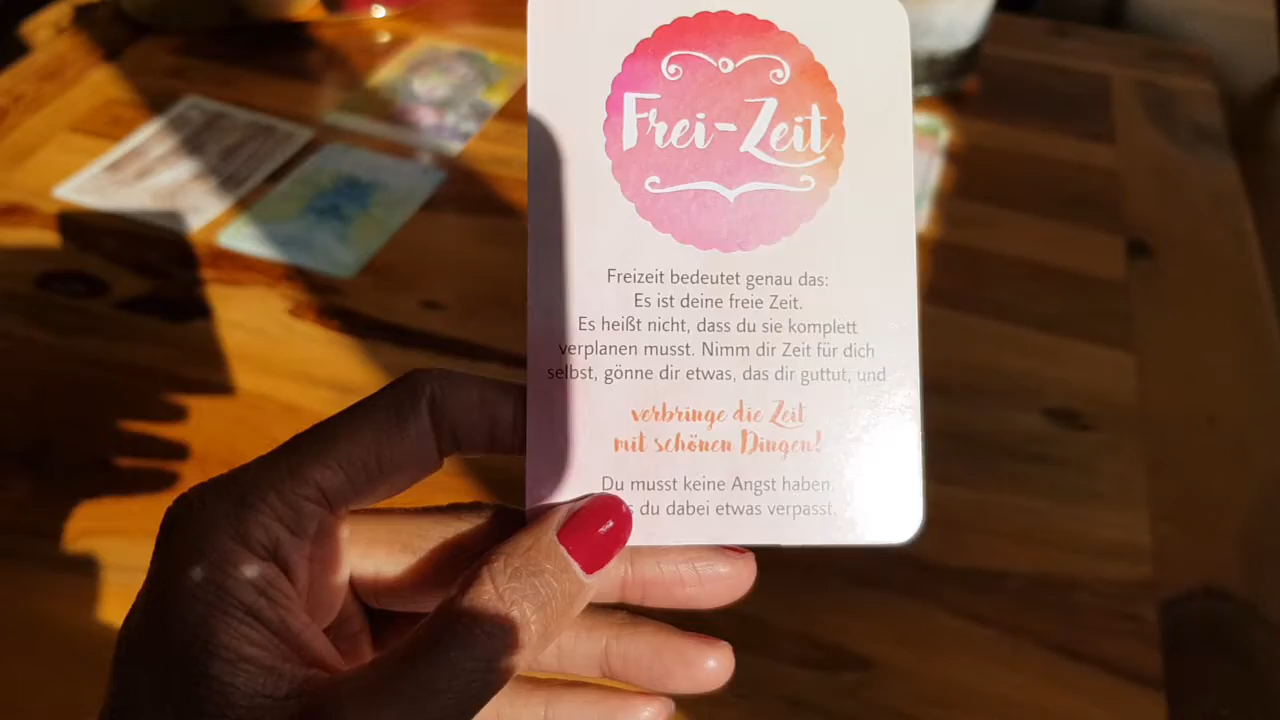 Frei-Zeit
Freizeit bedeutet genau das:
Es ist deine freie Zeit.
Es heißt nicht, dass du sie komplett
verplanen musst. Nimm dir Zeit für dich
selbst, gönne dir etwas, das dir guttut, und
verbringe die Zeit
mit schönen Dingen!
Du musst keine Angst haben,
du dabei etwas verpasst.